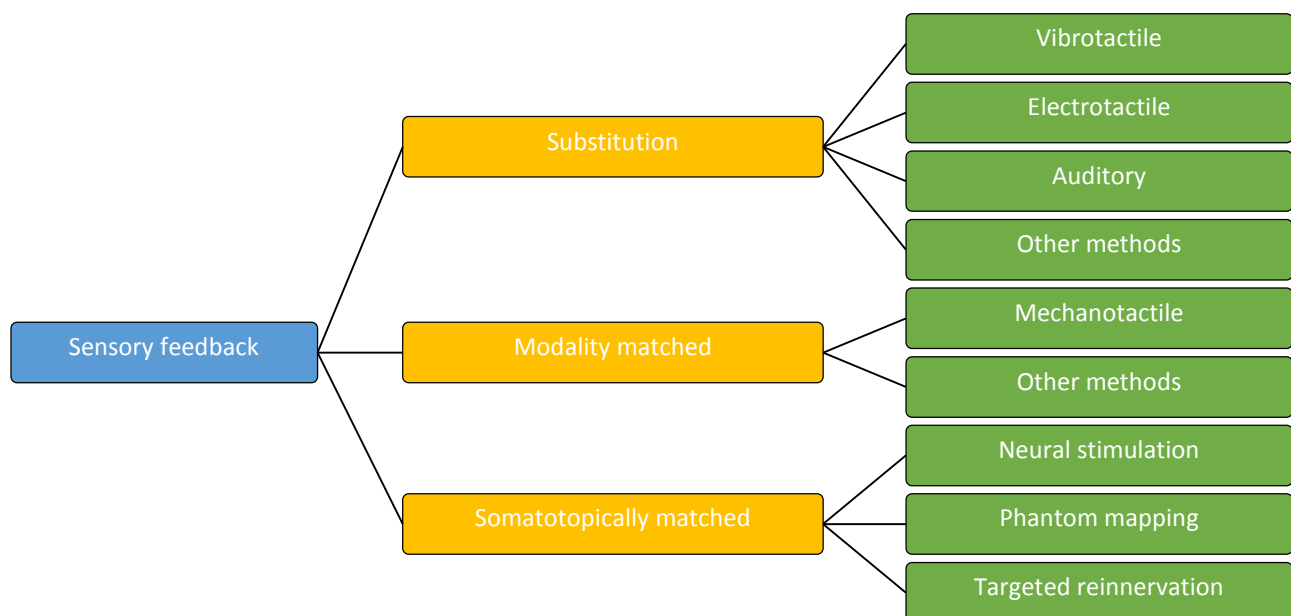 Vibrotactile
Electrotactile
Substitution
Auditory
Other methods
Mechanotactile
Sensory feedback
Modality matched
Other methods
Neural stimulation
Somatotopically matched
Phantom mapping
Targeted reinnervation